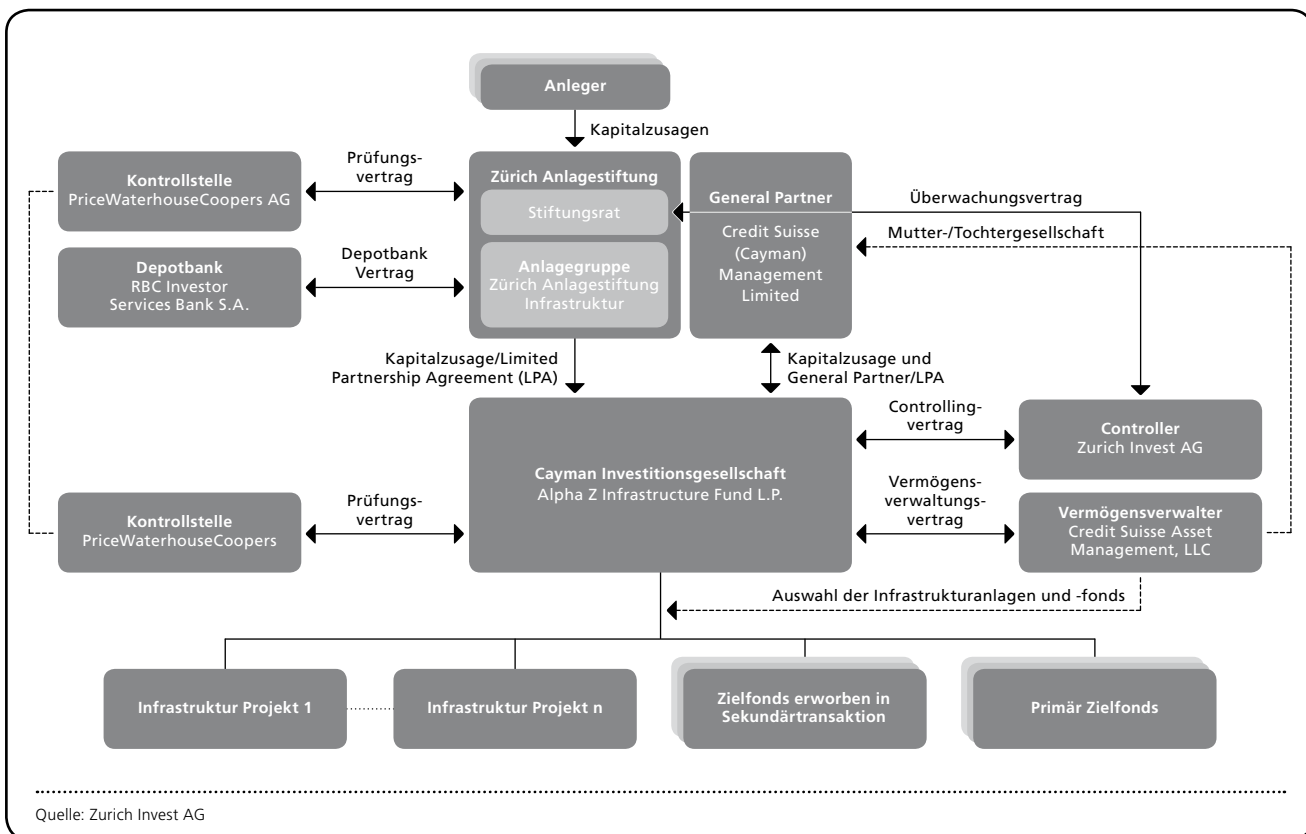 Anleger
Kapitalzusagen
Kontrollstelle
PriceWaterhouseCoopers AG
Prüfungs-
vertrag
Zürich Anlagestiftung
Stiftungsrat
Anlagegruppe
Zürich Anlagestiftung
Infrastruktur
General Partner
Credit Suisse
(Cayman)
Management
Limited
Überwachungsvertrag
Mutter-/Tochtergesellschaft
Depotbank
RBC Investor
Services Bank S.A.
Depotbank
Vertrag
Kapitalzusage/Limited
Partnership Agreement (LPA)
Kapitalzusage und
General Partner/LPA
Cayman Investitionsgesellschaft
Alpha Z Infrastructure Fund L.P.
Controlling-
vertrag
Controller
Zurich Invest AG
Kontrollstelle
PriceWaterhouseCoopers
Prüfungs-
vertrag
Vermögens-
verwaltungs-
vertrag
Vermögensverwalter
Credit Suisse Asset
Management, LLC
Auswahl der Infrastrukturanlagen und -fonds
Infrastruktur Projekt 1
Infrastruktur Projekt n
Zielfonds erworben in
Sekundärtransaktion
Primär Zielfonds
Quelle: Zurich Invest AG